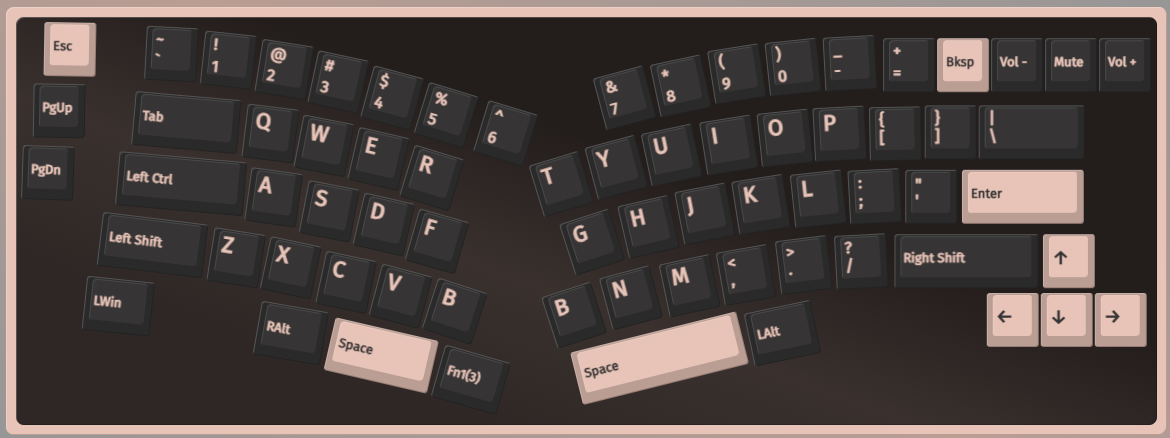 Esc
~
`
!
1
@
2
#
3
$
4
%
5
^
6
&
7
*
8
(
9
)
0
_
-
+
=
Bksp
Vol -
Mute
Vol +
PgUp
Tab
Q
W
E
R
T
Y
U
I
O
P
{
[
}
]
|
\
PgDn
Left Ctrl
A
S
D
F
G
H
J
K
L
:
;
"
'
Enter
Left Shift
Z
X
C
V
B
B
N
M
<
,
>
.
?
/
Right Shift
↑
LWin
RAlt
Space
Fn1(3)
Space
LAlt
←
↓
→